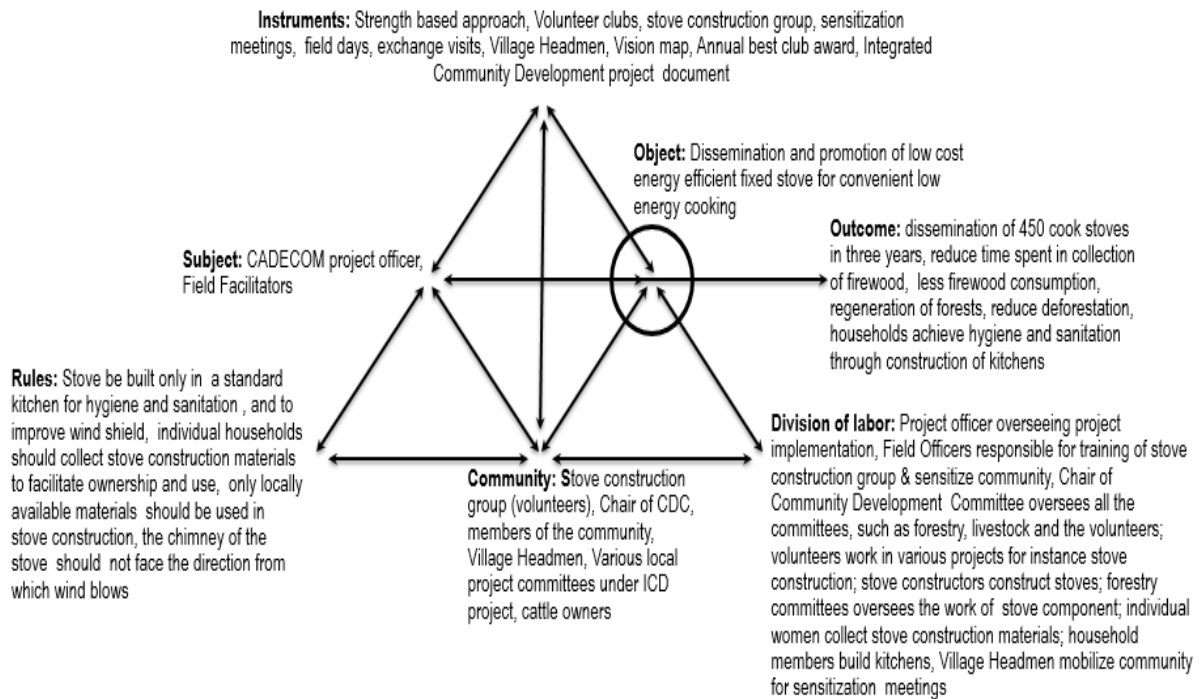 Instruments: Strength based approach, Volunteer clubs, stove construction group, sensitization
meetings, field days, exchange visits, Village Headmen, Vision map, Annual best club award, Integrated
Community Development project document
Object: Dissemination and promotion of low cost
energy efficient fixed stove for convenient low
energy cooking
Subject: CADECOM project officer,
Field Facilitators
Outcome: dissemination of 450 cook stoves
in three years, reduce time spent in collection
of firewood, less firewood consumption,
regeneration of forests, reduce deforestation,
households achieve hygiene and sanitation
through construction of kitchens
Rules: Stove be built only in a standard
kitchen for hygiene and sanitation , and to
improve wind shield, individual households
should collect stove construction materials
to facilitate ownership and use, only locally
available materials should be used in
stove construction, the chimney of the
stove should not face the direction from
which wind blows
Community: Stove construction
group (volunteers), Chair of CDC,
members of the community,
Village Headmen, Various local
project committees under ICD
project, cattle owners
Division of labor: Project officer overseeing project
implementation, Field Officers responsible for training of stove
construction group & sensitize community, Chair of
Community Development Committee oversees all the
committees, such as forestry, livestock and the volunteers;
volunteers work in various projects for instance stove
construction; stove constructors construct stoves; forestry
committees oversees the work of stove component; individual
women collect stove construction materials; household
members build kitchens, Village Headmen mobilize community
for sensitization meetings